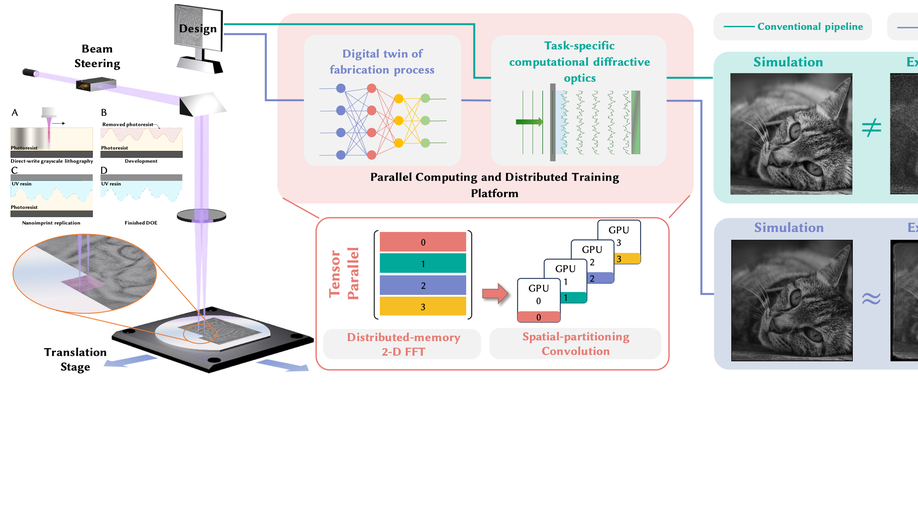 Design
Beam
Steering
A
B
Removed photoresist
Photoresist
Photoresist
Direct-write grayscale lithography
Development
C
D
UV resin
UV resin
Photoresist
Nanoimprint replication
Finished DOE
Translation
Stage
Digital twin of
fabrication process
Task-specific
computational diffractive
optics
Parallel Computing and Distributed Training
Platform
Tensor
Parallel
0
1
2
3
GPU
0
0
GPU
1
1
GPU
2
2
GPU
3
3
Distributed-memory
2-D FFT
Spatial-partitioning
Convolution
Conventional pipeline
Simulation
Ex
≠
Simulation
Ex
≈